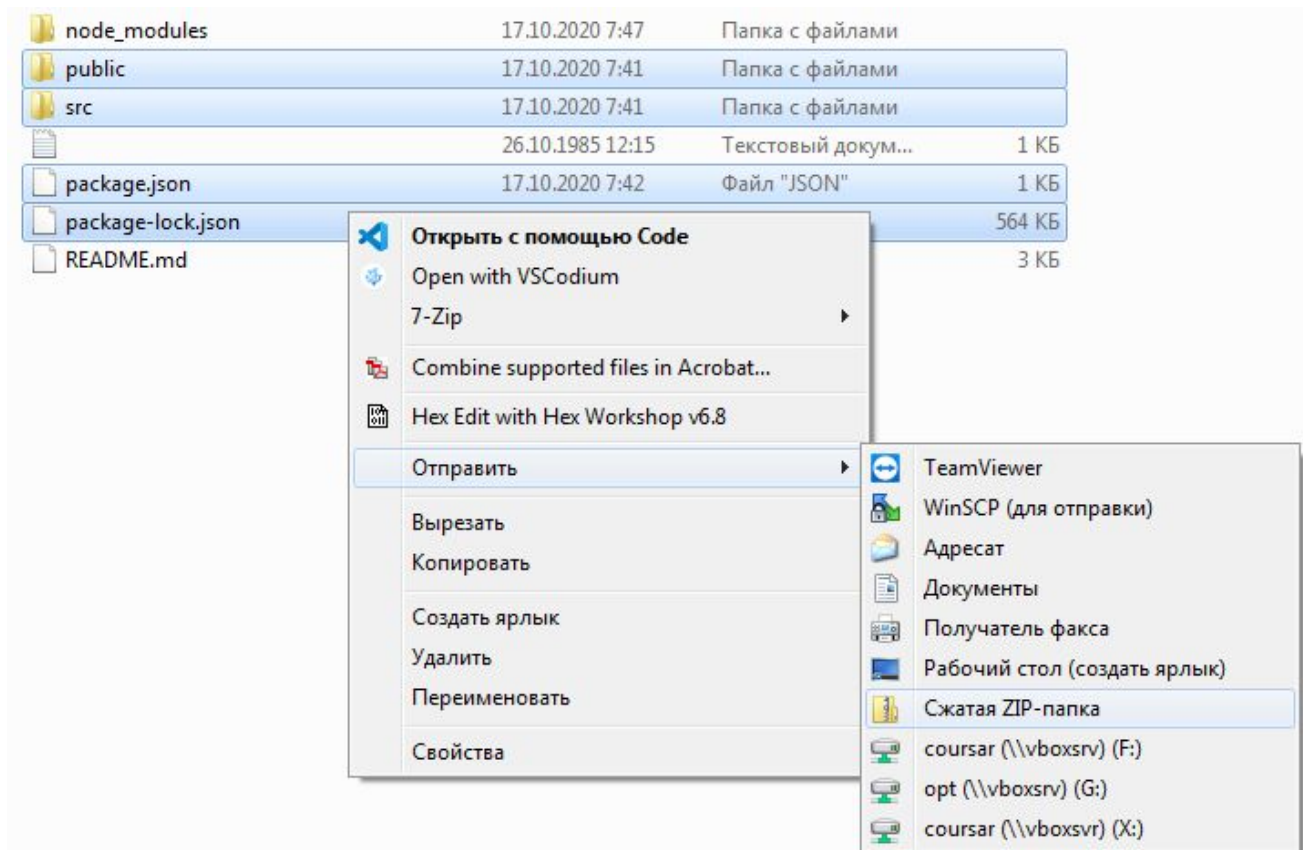 node_modules 17.10.2020 7:47 Папка с файлами
public 17.10.2020 7:41 Папка с файлами
src 17.10.2020 7:41 Папка с файлами
26.10.1985 12:15 Текстовый докум... 1 КБ
package.json 17.10.2020 7:42 Файл "JSON" 1 КБ
package-lock.json 564 КБ
README.md 3 КБ
Открыть с помощью Code
Open with VSCodium
7-Zip
Combine supported files in Acrobat...
Hex Edit with Hex Workshop v6.8
Отправить
Вырезать
Копировать
Создать ярлык
Удалить
Переименовать
Свойства
TeamViewer
WinSCP (для отправки)
Адресат
Документы
Получатель факса
Рабочий стол (создать ярлык)
Сжатая ZIP-папка
coursar (\\vboxsrv) (F:)
opt (\\vboxsrv) (G:)
coursar (\\vboxsvr) (X:)